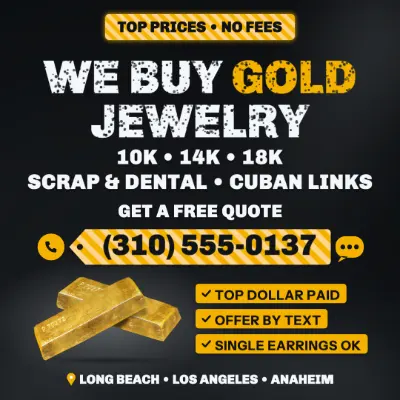 TOP PRICES • NO FEES
WE BUY GOLD
JEWELRY
10K • 14K • 18K
SCRAP & DENTAL • CUBAN LINKS
GET A FREE QUOTE
(310) 555-0137
TOP DOLLAR PAID
OFFER BY TEXT
SINGLE EARRINGS OK
LONG BEACH • LOS ANGELES • ANAHEIM